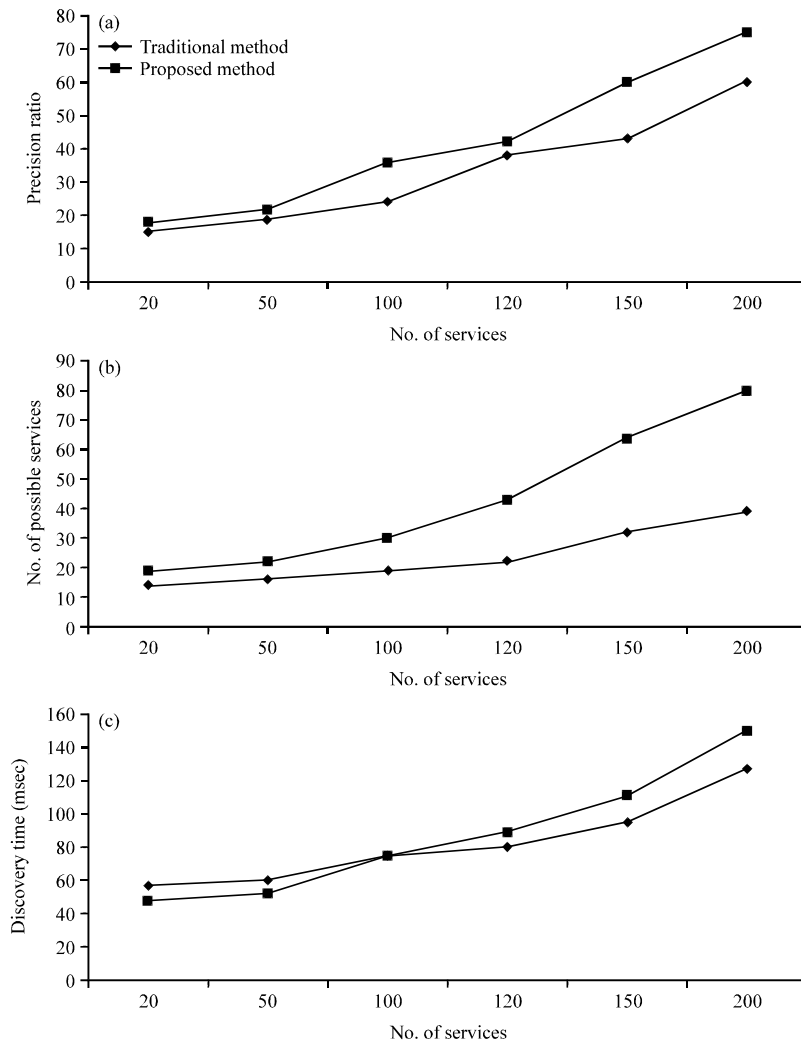 (a)
Traditional method
Proposed method
Precision ratio
80
70
60
50
40
30
20
10
0
20 50 100 120 150 200
No. of services
(b)
No. of possible services
90
80
70
60
50
40
30
20
10
0
20 50 100 120 150 200
No. of services
(c)
Discovery time (msec)
160
140
120
100
80
60
40
20
0
20 50 100 120 150 200
No. of services